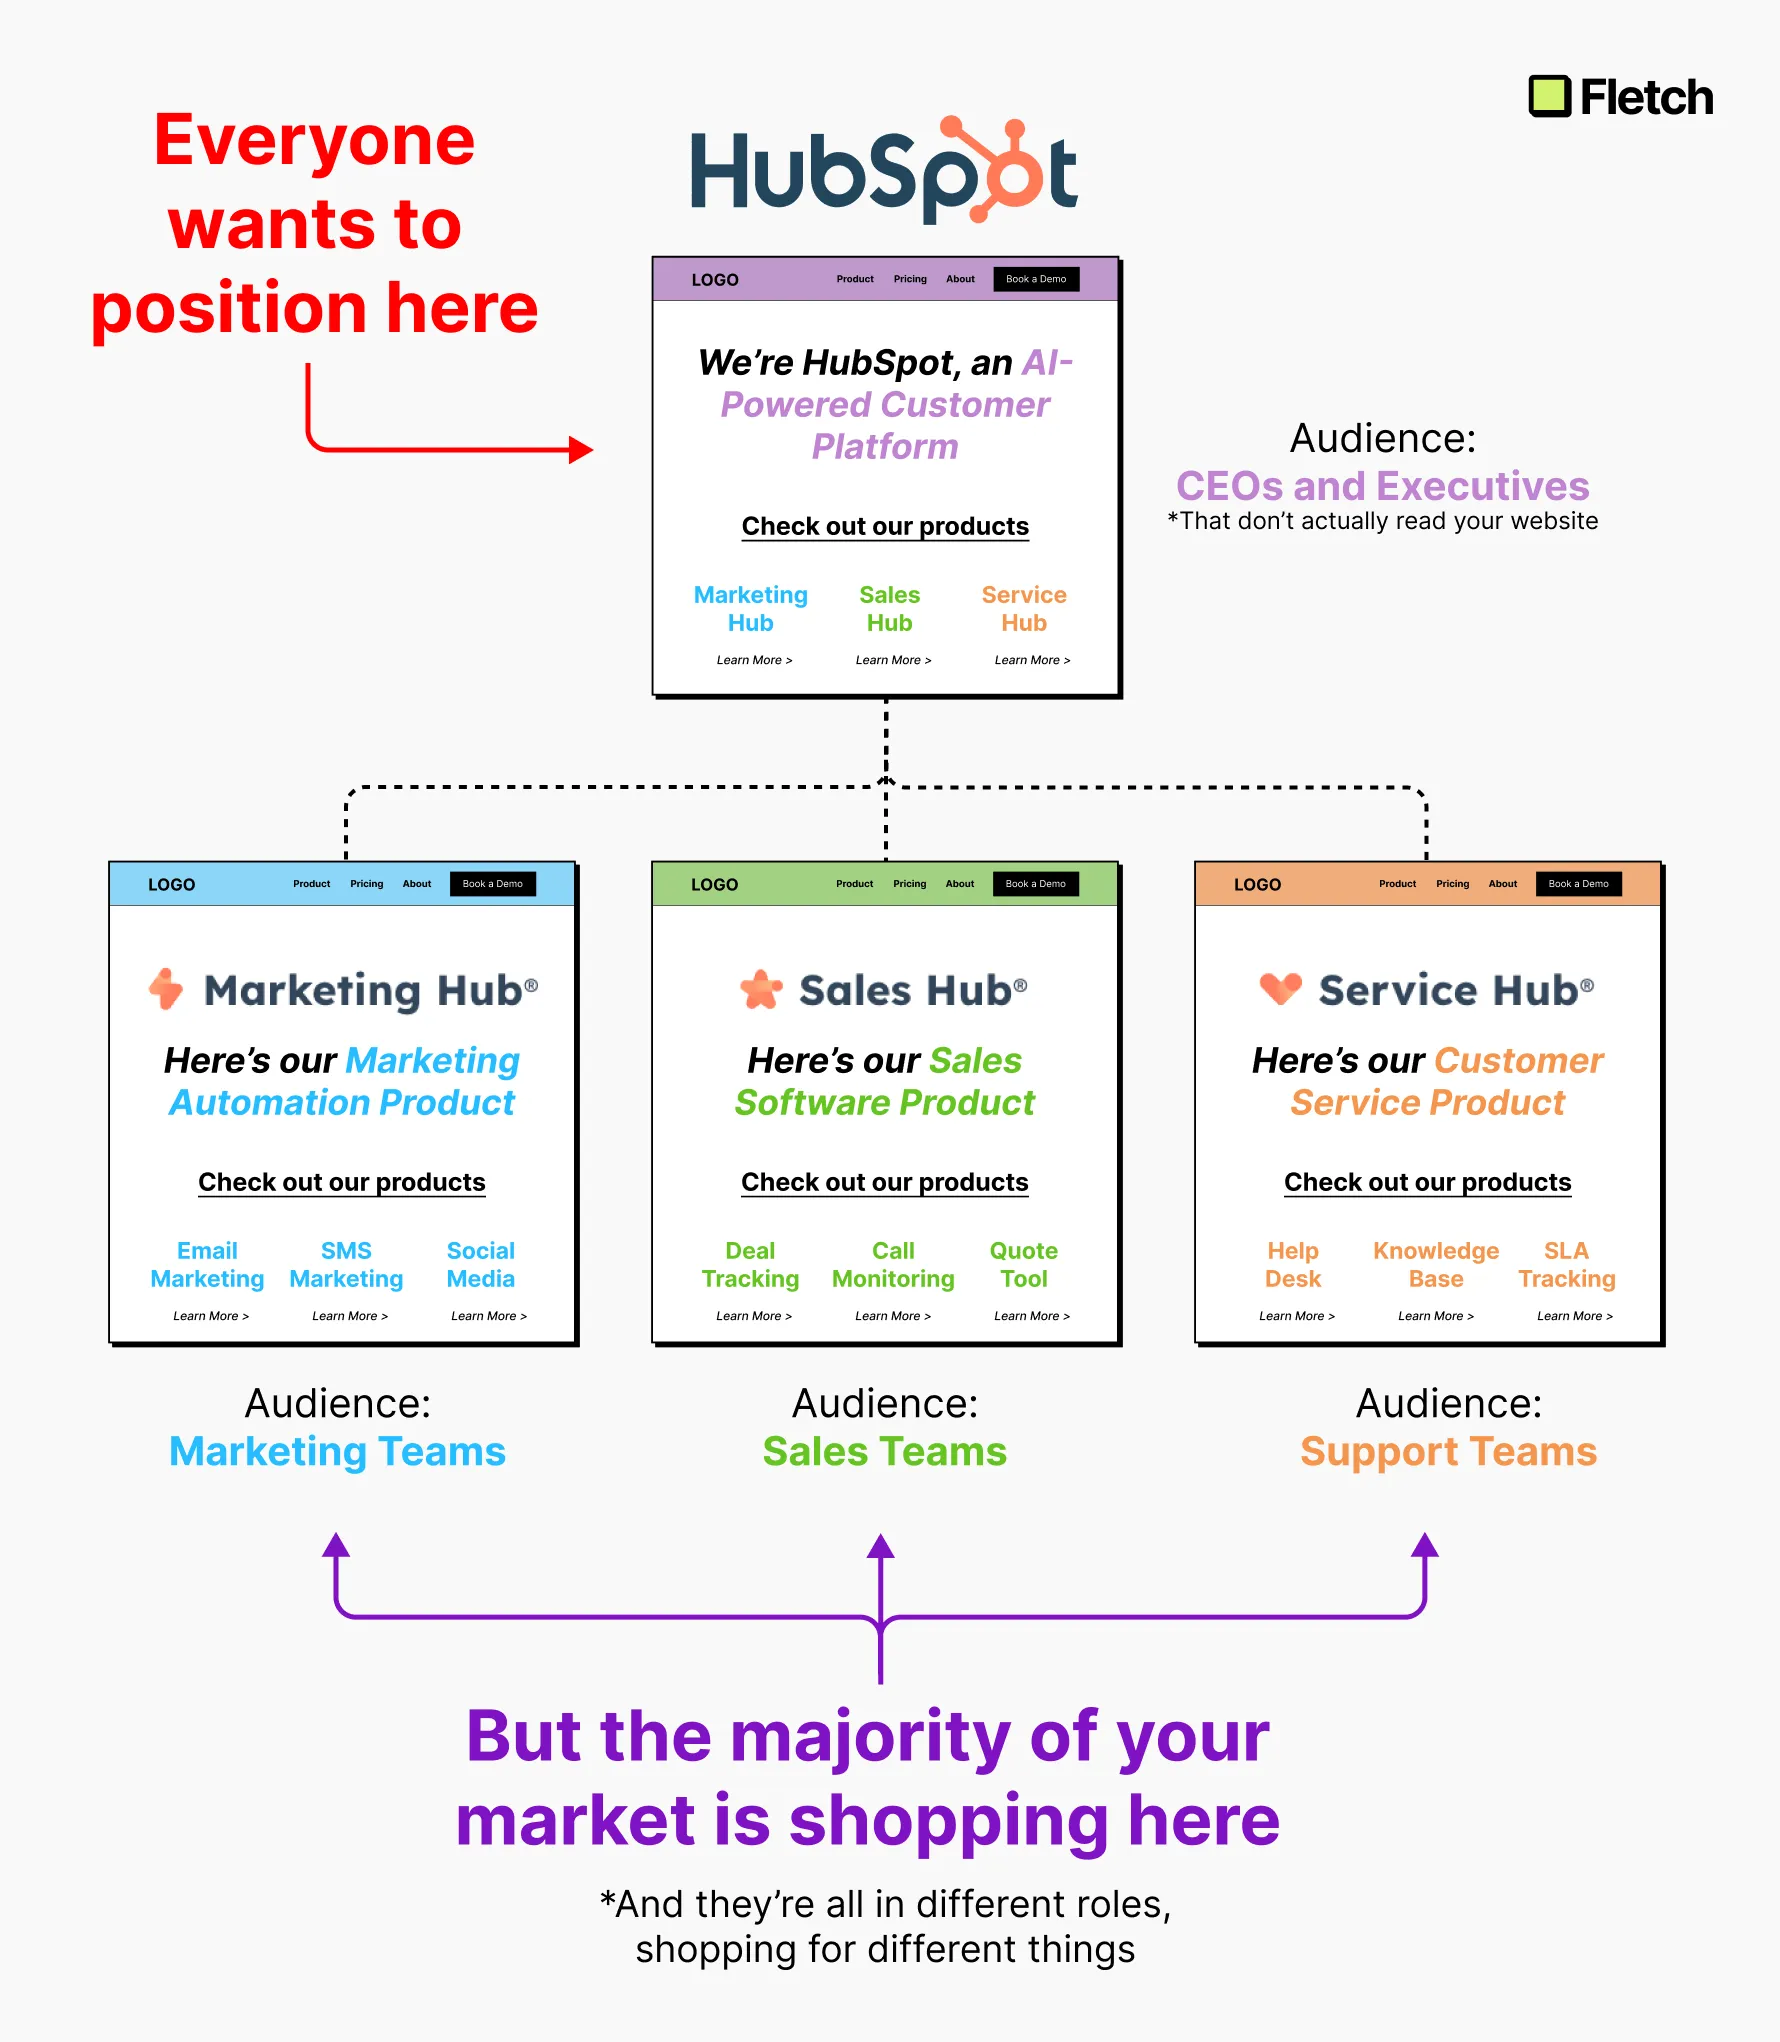 Fletch
Everyone
wants to
position here
HubSpot
LOGO Product Pricing About Book a Demo
We're HubSpot, an AI-
Powered Customer
Platform
Check out our products
Marketing Hub
Learn More >
Sales Hub
Learn More >
Service Hub
Learn More >
Audience:
CEOs and Executives
*That don't actually read your website
LOGO Product Pricing About Book a Demo
Marketing Hub®
Here's our Marketing
Automation Product
Check out our products
Email
Marketing
Learn More >
SMS
Marketing
Learn More >
Social
Media
Learn More >
Audience:
Marketing Teams
LOGO Product Pricing About Book a Demo
Sales Hub®
Here's our Sales
Software Product
Check out our products
Deal
Tracking
Learn More >
Call
Monitoring
Learn More >
Quote
Tool
Learn More >
Audience:
Sales Teams
LOGO Product Pricing About Book a Demo
Service Hub®
Here's our Customer
Service Product
Check out our products
Help
Desk
Learn More >
Knowledge
Base
Learn More >
SLA
Tracking
Learn More >
Audience:
Support Teams
But the majority of your
market is shopping here
*And they're all in different roles,
shopping for different things